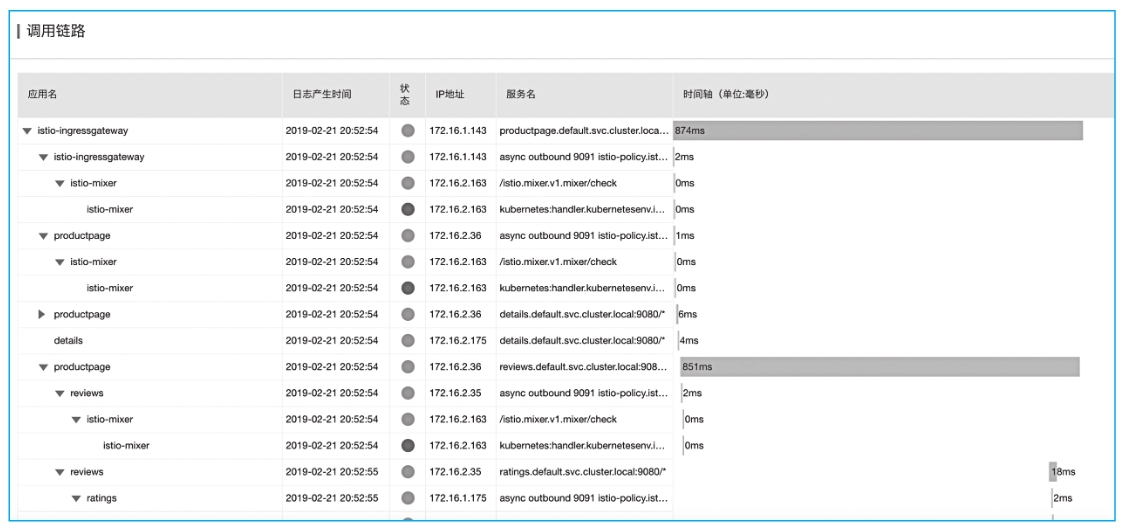 调用链路
应用名 日志产生时间 状态 IP地址 服务名 时间轴（单位:毫秒）
istio-ingressgateway 2019-02-21 20:52:54 172.16.1.143 productpage.default.svc.cluster.loca... 874ms
istio-ingressgateway 2019-02-21 20:52:54 172.16.1.143 async outbound 9091 istio-policy.ist... 2ms
istio-mixer 2019-02-21 20:52:54 172.16.2.163 /istio.mixer.v1.mixer/check 0ms
istio-mixer 2019-02-21 20:52:54 172.16.2.163 kubernetes:handler.kubernetesenv.i... 0ms
productpage 2019-02-21 20:52:54 172.16.2.36 async outbound 9091 istio-policy.ist... 1ms
istio-mixer 2019-02-21 20:52:54 172.16.2.163 /istio.mixer.v1.mixer/check 0ms
istio-mixer 2019-02-21 20:52:54 172.16.2.163 kubernetes:handler.kubernetesenv.i... 0ms
productpage 2019-02-21 20:52:54 172.16.2.36 details.default.svc.cluster.local:9080/* 6ms
details 2019-02-21 20:52:54 172.16.2.175 details.default.svc.cluster.local:9080/* 4ms
productpage 2019-02-21 20:52:54 172.16.2.36 reviews.default.svc.cluster.local:908... 851ms
reviews 2019-02-21 20:52:54 172.16.2.35 async outbound 9091 istio-policy.ist... 2ms
istio-mixer 2019-02-21 20:52:54 172.16.2.163 /istio.mixer.v1.mixer/check 0ms
istio-mixer 2019-02-21 20:52:54 172.16.2.163 kubernetes:handler.kubernetesenv.i... 0ms
reviews 2019-02-21 20:52:55 172.16.2.35 ratings.default.svc.cluster.local:9080/* 18ms
ratings 2019-02-21 20:52:55 172.16.1.175 async outbound 9091 istio-policy.ist... 2ms